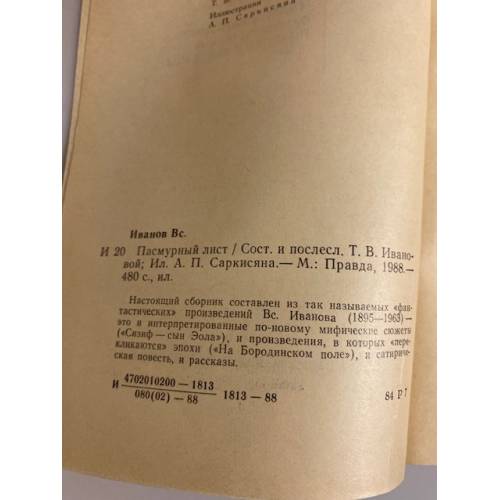 Т. В.
Иллюстрации
А. П. Саркисяна
Иванов Вс.
И 20 Пасмурный лист / Сост. и послесл. Т. В. Ивано-
вой; Ил. А. П. Саркисяна.— М.: Правда, 1988.—
480 с., ил.
Настоящий сборник составлен из так называемых «фан-
тастических» произведений Вс. Иванова (1895—1963) —
это и интерпретированные по-новому мифические сюжеты
(«Сизиф — сын Эола»), и произведения, в которых «пере-
кликаются» эпохи («На Бородинском поле»), и сатириче-
ская повесть, и рассказы.
И 4702010200—1813
080(02)—88 1813—88
84 Р 7